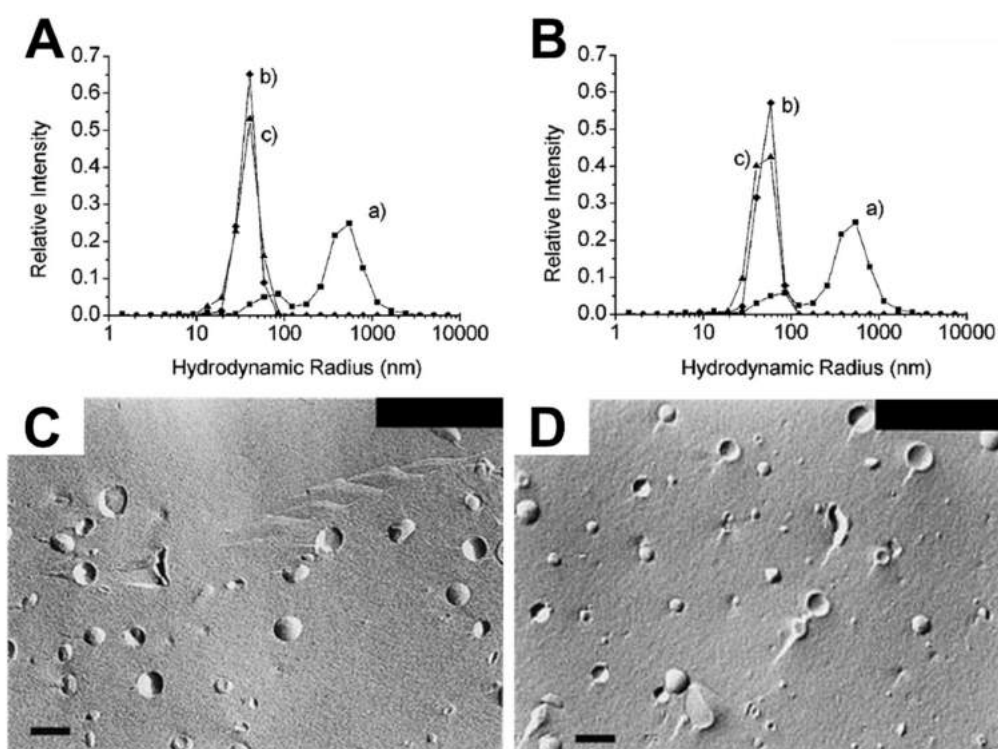 A
B
0.7
0.6
0.5
0.4
0.3
0.2
0.1
0.0
Relative Intensity
b)
c)
a)
1
10
100
1000
10000
Hydrodynamic Radius (nm)
0.7
0.6
0.5
0.4
0.3
0.2
0.1
0.0
Relative Intensity
b)
c)
a)
1
10
100
1000
10000
Hydrodynamic Radius (nm)
C
D